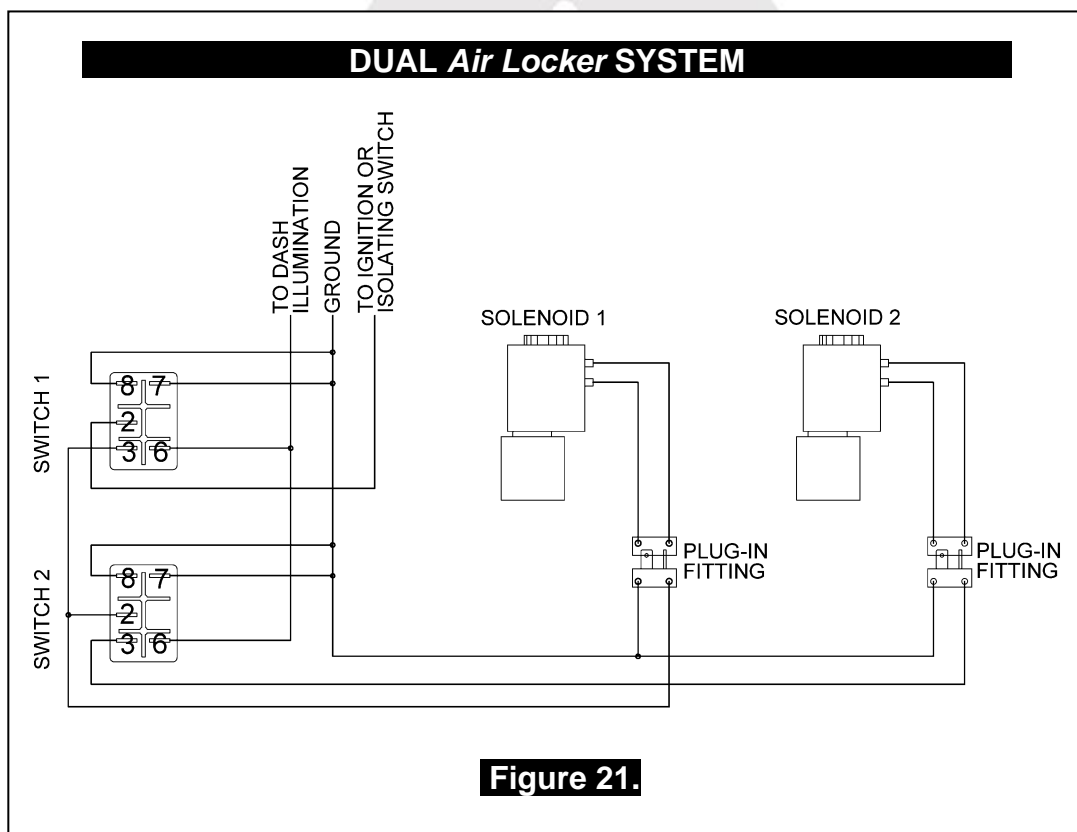 DUAL Air Locker SYSTEM
TO DASH
ILLUMINATION
GROUND
TO IGNITION OR
ISOLATING SWITCH
SOLENOID 1
SOLENOID 2
SWITCH 1
8 7
2
3 6
SWITCH 2
8 7
2
3 6
PLUG-IN
FITTING
PLUG-IN
FITTING
Figure 21.